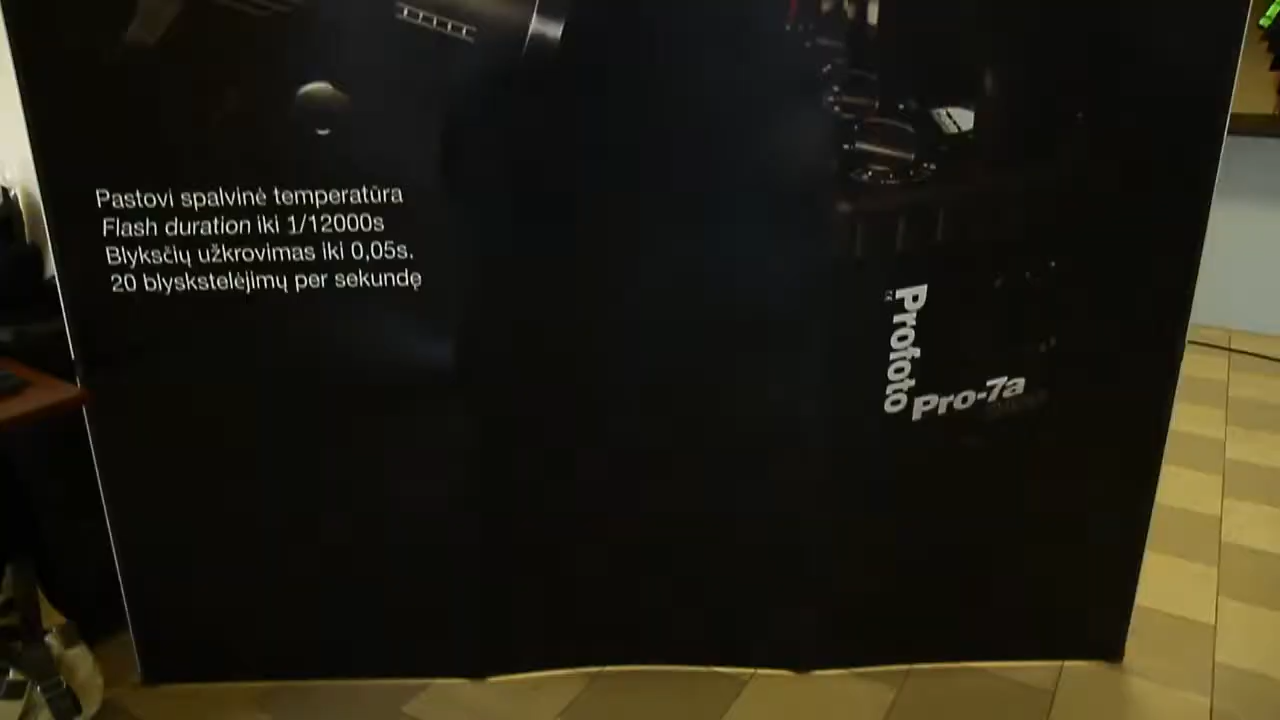 Pastovi spalvinė temperatūra
Flash duration iki 1/12000s
Blyksčių užkrovimas iki 0,05s.
20 blyskstelėjimų per sekundę
Profoto
Pro-7a